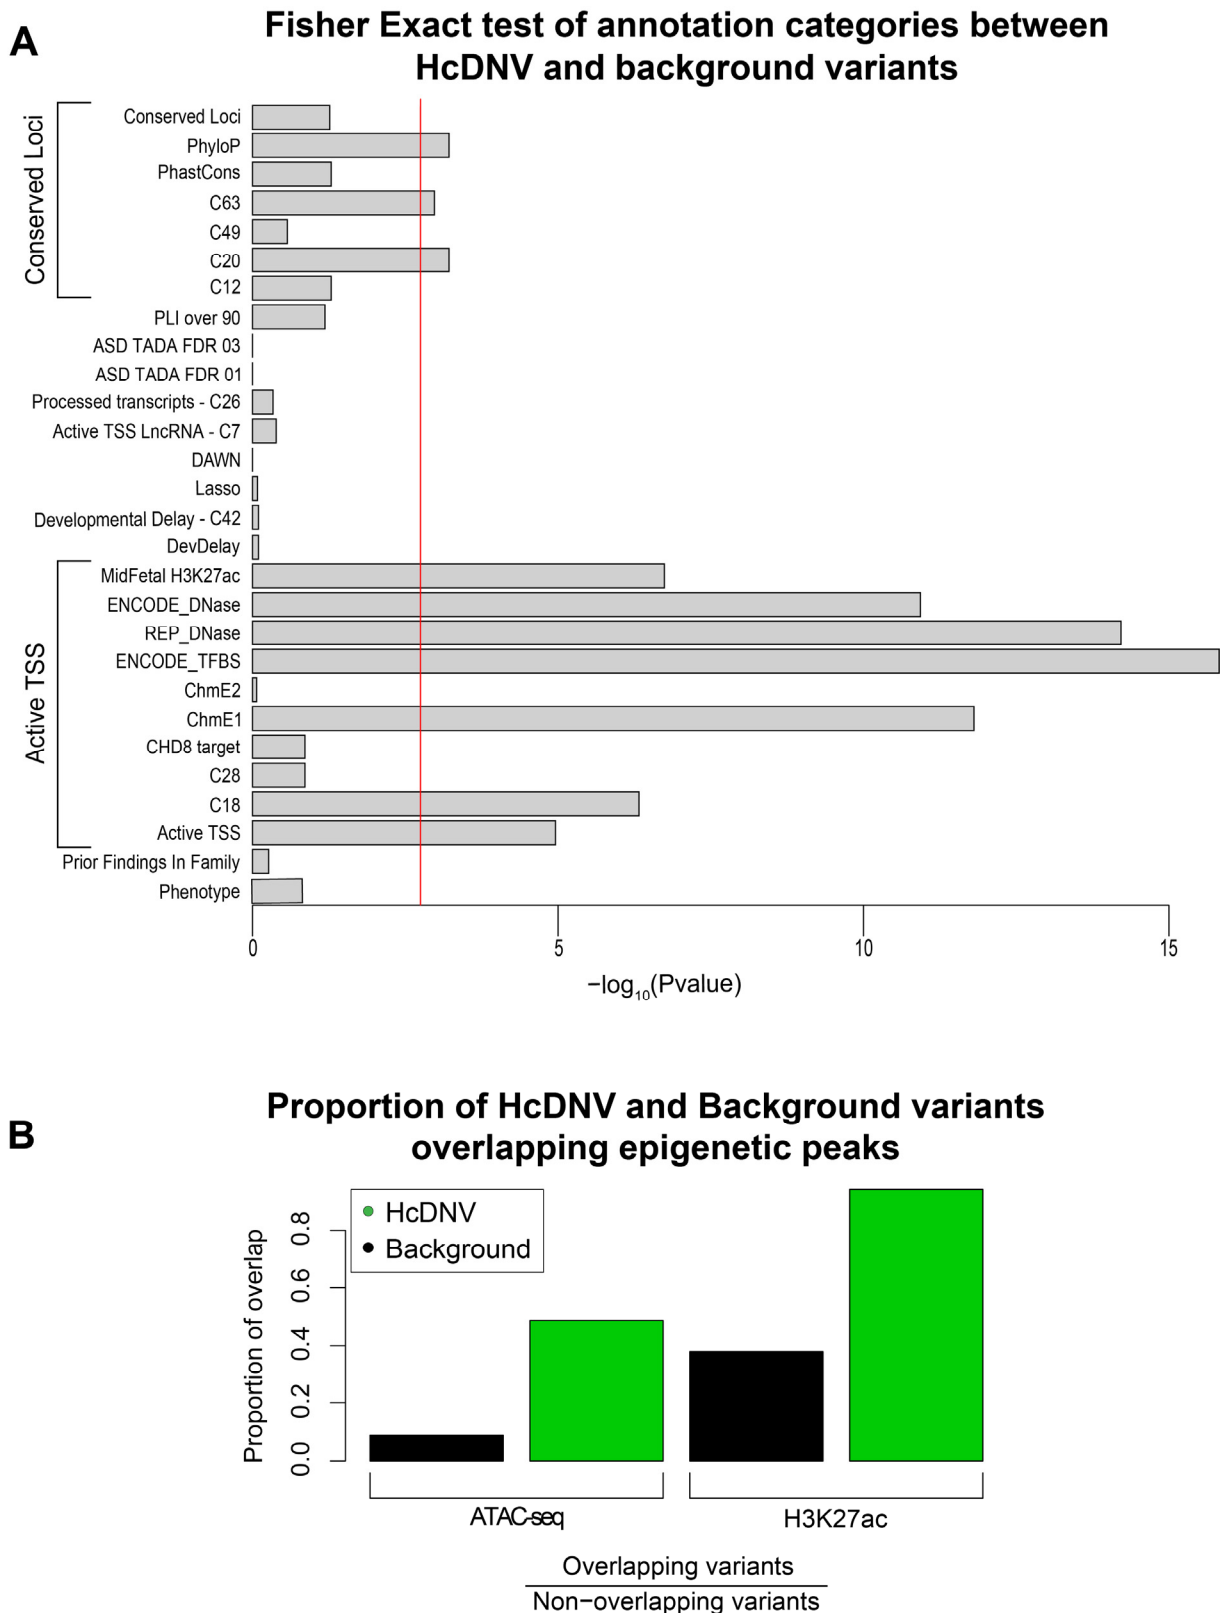 A
Fisher Exact test of annotation categories between
HcDNV and background variants
Conserved Loci
Conserved Loci
PhyloP
PhastCons
C63
C49
C20
C12
PLI over 90
ASD TADA FDR 03
ASD TADA FDR 01
Processed transcripts - C26
Active TSS LncRNA - C7
DAWN
Lasso
Developmental Delay - C42
DevDelay
Active TSS
MidFetal H3K27ac
ENCODE_DNase
REP_DNase
ENCODE_TFBS
ChmE2
ChmE1
CHD8 target
C28
C18
Active TSS
Prior Findings In Family
Phenotype
0 5 10 15
−log10(Pvalue)
B
Proportion of HcDNV and Background variants
overlapping epigenetic peaks
HcDNV
Background
Proportion of overlap
0.8
0.6
0.4
0.2
0.0
ATAC-seq H3K27ac
Overlapping variants
Non−overlapping variants